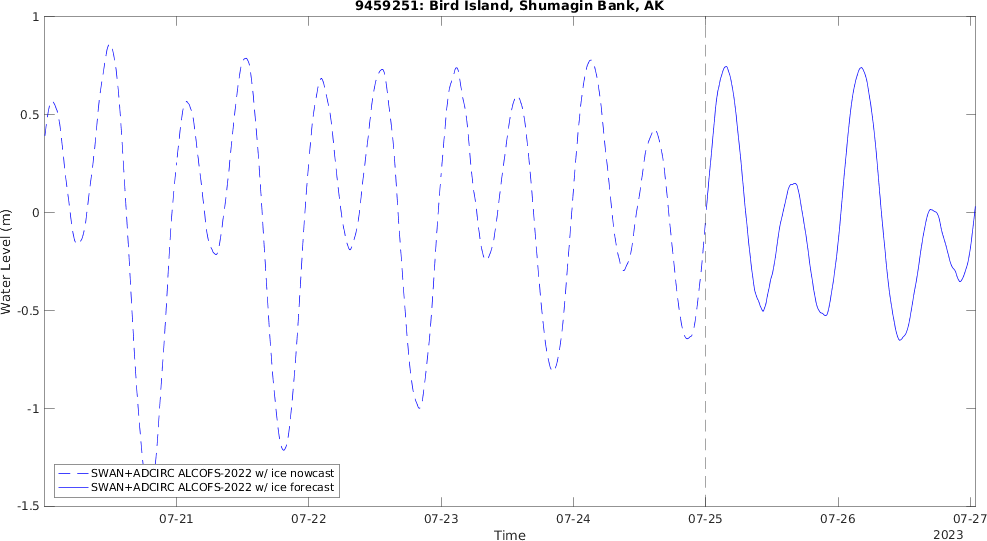 9459251: Bird Island, Shumagin Bank, AK
1
0.5
0
-0.5
-1
-1.5
Water Level (m)
SWAN+ADCIRC ALCOFS-2022 w/ ice nowcast
SWAN+ADCIRC ALCOFS-2022 w/ ice forecast
07-21 07-22 07-23 07-24 07-25 07-26 07-27
Time
2023